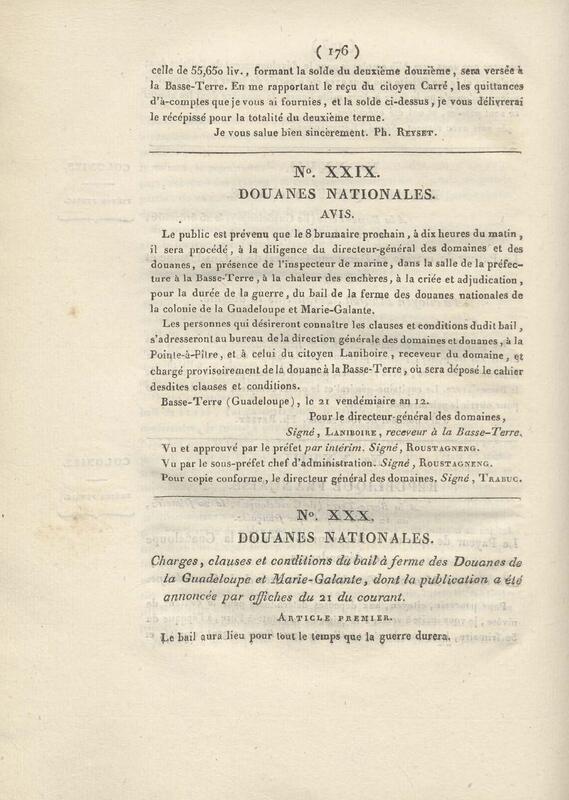 ( 176 )
celle de 55,650 liv., formant la solde du deuxième douzième, sera versée à
la Basse-Terre. En me rapportant le reçu du citoyen Carré, les quittances
d'à-comptes que je vous ai fournies, et la solde ci-dessus, je vous délivrerai
le récépissé pour la totalité du deuxième terme.
Je vous salue bien sincèrement. Ph. REYSET.
N°. XXIX.
DOUANES NATIONALES.
AVIS.
Le public est prévenu que le 8 brumaire prochain, à dix heures du matin,
il sera procédé, à la diligence du directeur-général des domaines et des
douanes, en présence de l'inspecteur de marine, dans la salle de la préfec-
ture à la Basse-Terre, à la chaleur des enchères, à la criée et adjudication,
pour la durée de la guerre, du bail de la ferme des douanes nationales de
la colonie de la Guadeloupe et Marie-Galante.
Les personnes qui désireront connaître les clauses et conditions dudit bail,
s'adresseront au bureau de la direction générale des domaines et douanes, à la
Pointe-à-Pître, et à celui du citoyen Laniboire, receveur du domaine, et
chargé provisoirement de la douane à la Basse-Terre, où sera déposé le cahier
desdites clauses et conditions.
Basse-Terre (Guadeloupe), le 21 vendémiaire an 12.
Pour le directeur-général des domaines,
Signé, LANIBOIRE, receveur à la Basse-Terre.
Vu et approuvé par le préfet par intérim. Signé, ROUSTAGNENG.
Vu par le sous-préfet chef d'administration. Signé, ROUSTAGNENG.
Pour copie conforme, le directeur général des domaines. Signé, TRABUC.
N°. XXX.
DOUANES NATIONALES.
Charges, clauses et conditions du bail à ferme des Douanes de
la Guadeloupe et Marie-Galante, dont la publication a été
annoncée par affiches du 21 du courant.
ARTICLE PREMIER.
Le bail aura lieu pour tout le temps que la guerre durera.